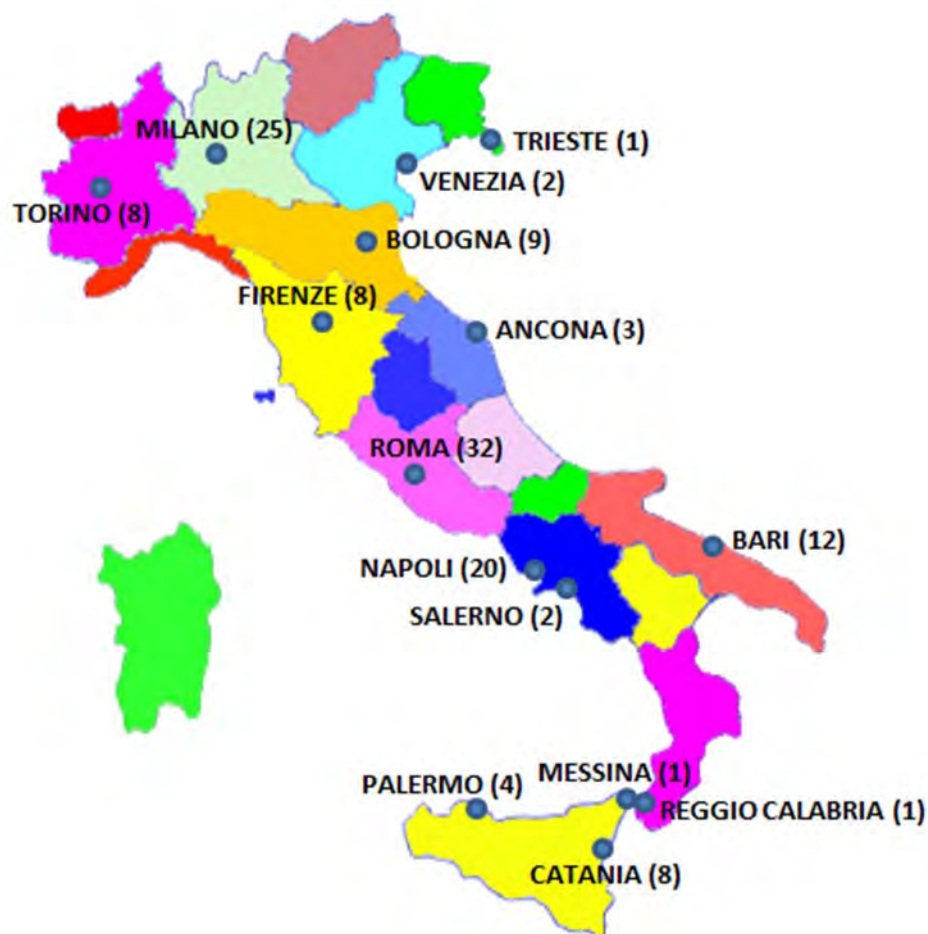 MILANO (25)
TRIESTE (1)
VENEZIA (2)
TORINO (8)
BOLOGNA (9)
FIRENZE (8)
ANCONA (3)
ROMA (32)
BARI (12)
NAPOLI (20)
SALERNO (2)
MESSINA (1)
PALERMO (4)
REGGIO CALABRIA (1)
CATANIA (8)